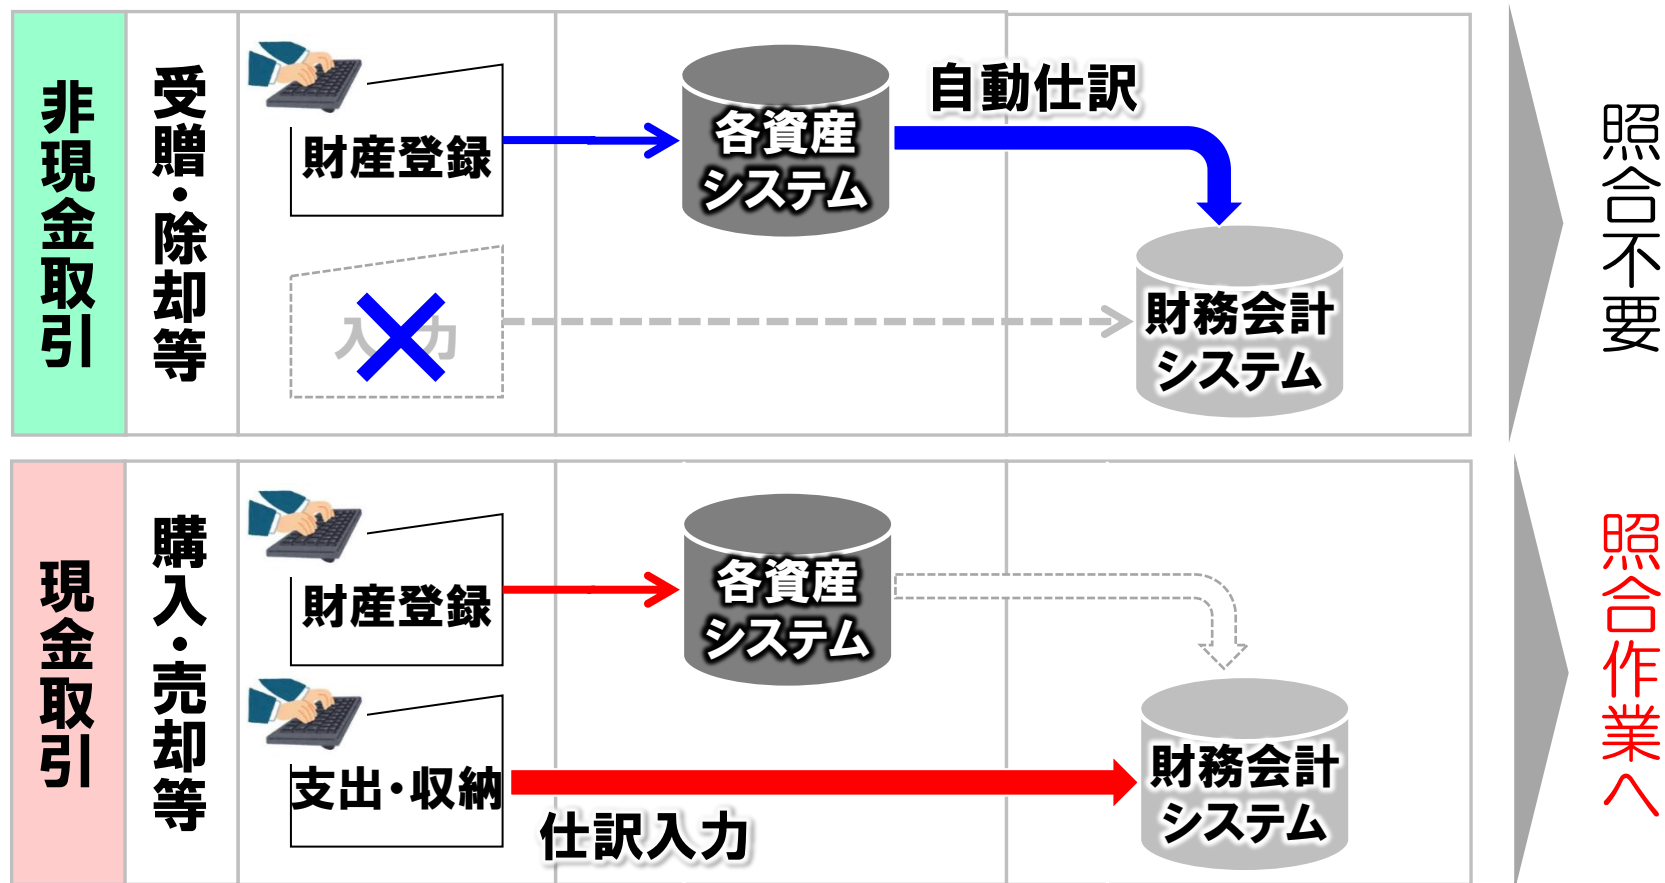 非現金取引
受贈・除却等
財産登録
各資産
システム
自動仕訳
入力
財務会計
システム
照合不要
現金取引
購入・売却等
財産登録
各資産
システム
支出・収納
仕訳入力
財務会計
システム
照合作業へ